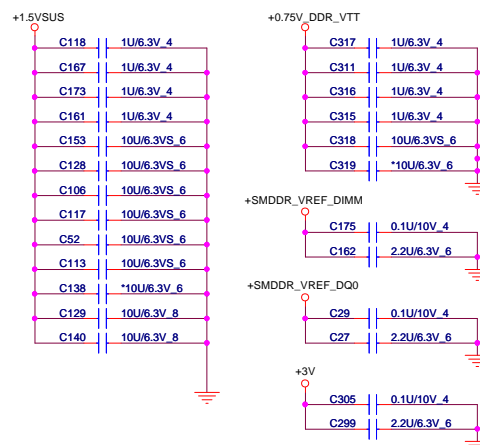 +1.5VSUS
C118 1U/6.3V_4
C167 1U/6.3V_4
C173 1U/6.3V_4
C161 1U/6.3V_4
C153 10U/6.3VS_6
C128 10U/6.3VS_6
C106 10U/6.3VS_6
C117 10U/6.3VS_6
C52 10U/6.3VS_6
C113 10U/6.3VS_6
C138 *10U/6.3V_6
C129 10U/6.3V_8
C140 10U/6.3V_8
+0.75V_DDR_VTT
C317 1U/6.3V_4
C311 1U/6.3V_4
C316 1U/6.3V_4
C315 1U/6.3V_4
C318 10U/6.3VS_6
C319 *10U/6.3V_6
+SMDDR_VREF_DIMM
C175 0.1U/10V_4
C162 2.2U/6.3V_6
+SMDDR_VREF_DQ0
C29 0.1U/10V_4
C27 2.2U/6.3V_6
+3V
C305 0.1U/10V_4
C299 2.2U/6.3V_6